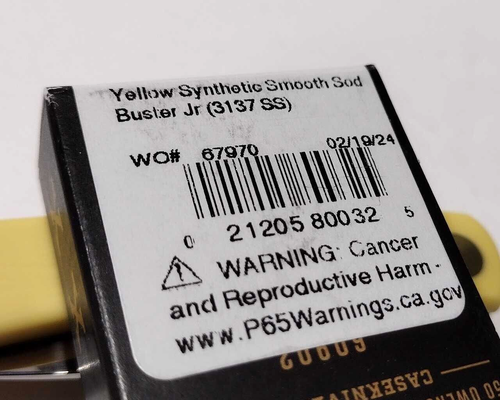 Yellow Synthetic Smooth Sod
Buster Jr (3137 SS)
WO# 67970 02/19/24
0 21205 80032 5
WARNING: Cancer
and Reproductive Harm -
www.P65Warnings.ca.gov
60802